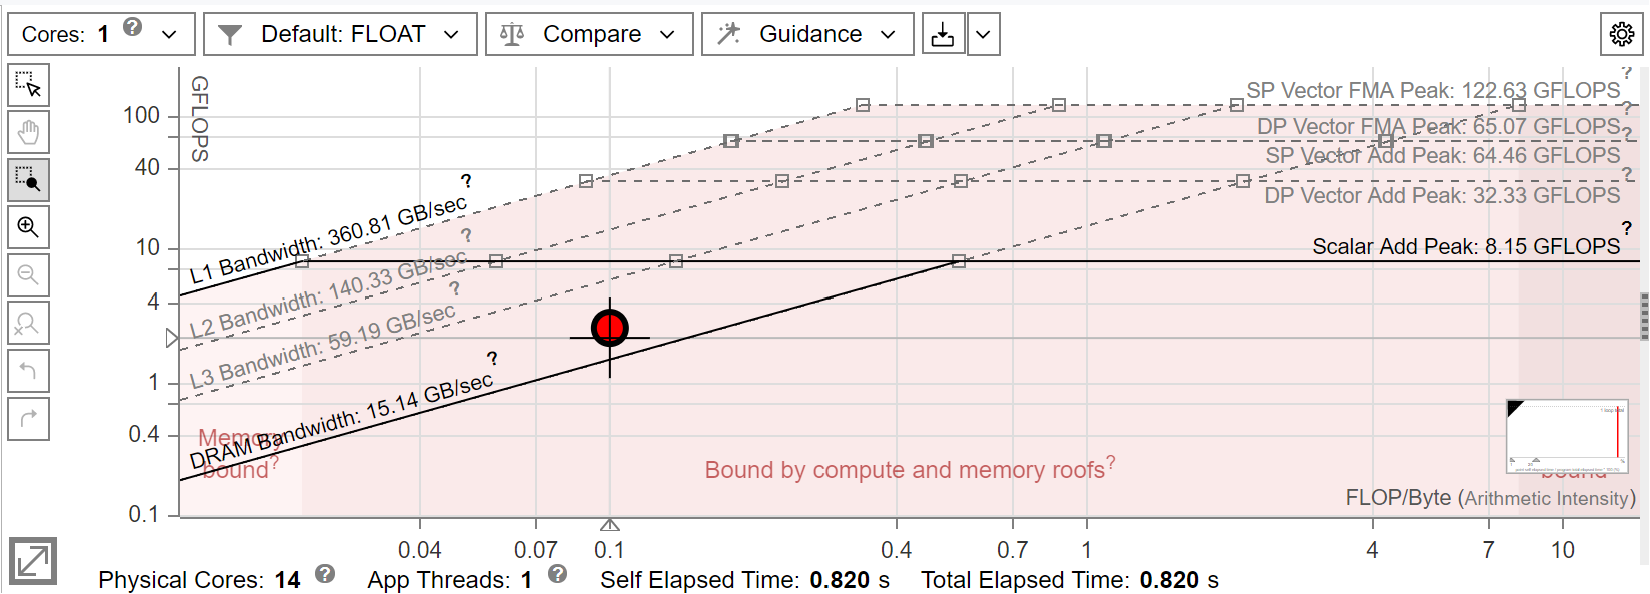 Cores: 1 ?
Default: FLOAT
Compare
Guidance
GFLOPS
100
40
10
4
1
0.4
0.1
SP Vector FMA Peak: 122.63 GFLOPS ?
DP Vector FMA Peak: 65.07 GFLOPS ?
SP Vector Add Peak: 64.46 GFLOPS ?
DP Vector Add Peak: 32.33 GFLOPS ?
Scalar Add Peak: 8.15 GFLOPS ?
L1 Bandwidth: 360.81 GB/sec ?
L2 Bandwidth: 140.33 GB/sec ?
L3 Bandwidth: 59.19 GB/sec ?
DRAM Bandwidth: 15.14 GB/sec ?
Memory
bound?
Bound by compute and memory roofs?
bound
FLOP/Byte (Arithmetic Intensity)
0.04 0.07 0.1 0.4 0.7 1 4 7 10
Physical Cores: 14 ? App Threads: 1 ? Self Elapsed Time: 0.820 s Total Elapsed Time: 0.820 s